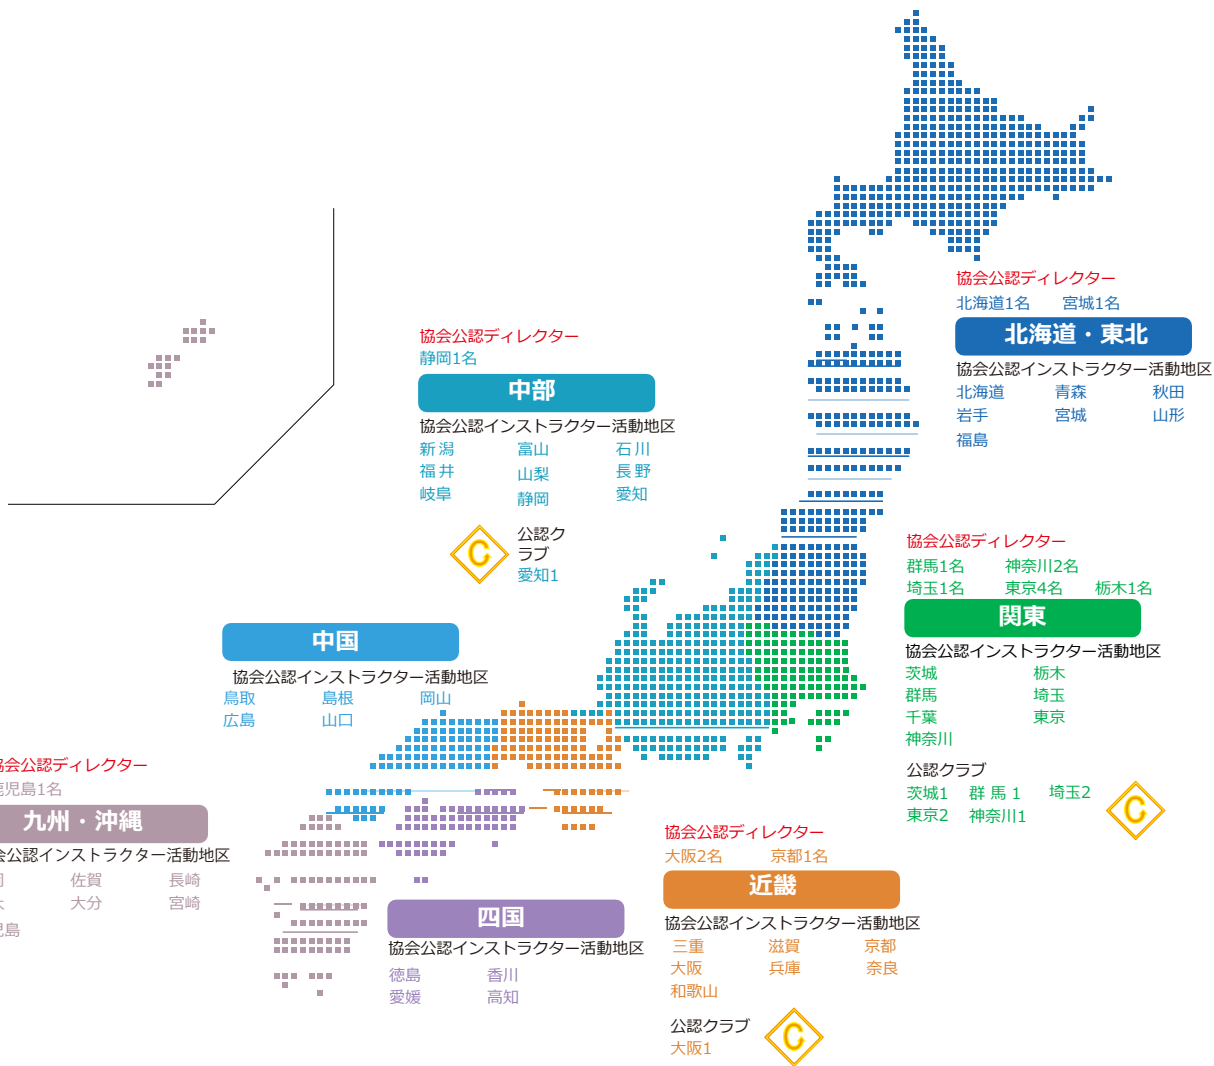 協会公認ディレクター
北海道1名 宮城1名
北海道・東北
協会公認インストラクター活動地区
北海道 青森 秋田
岩手 宮城 山形
福島
協会公認ディレクター
静岡1名
中部
協会公認インストラクター活動地区
新潟 富山 石川
福井 山梨 長野
岐阜 静岡 愛知
公認ク
ラブ
愛知1
協会公認ディレクター
群馬1名 神奈川2名
埼玉1名 東京4名 栃木1名
関東
協会公認インストラクター活動地区
茨城 栃木
群馬 埼玉
千葉 東京
神奈川
公認クラブ
茨城1 群馬1 埼玉2
東京2 神奈川1
中国
協会公認インストラクター活動地区
鳥取 島根 岡山
広島 山口
会公認ディレクター
児島1名
九州・沖縄
公認インストラクター活動地区
佐賀 長崎
大分 宮崎
島
四国
協会公認インストラクター活動地区
徳島 香川
愛媛 高知
協会公認ディレクター
大阪2名 京都1名
近畿
協会公認インストラクター活動地区
三重 滋賀 京都
大阪 兵庫 奈良
和歌山
公認クラブ
大阪1